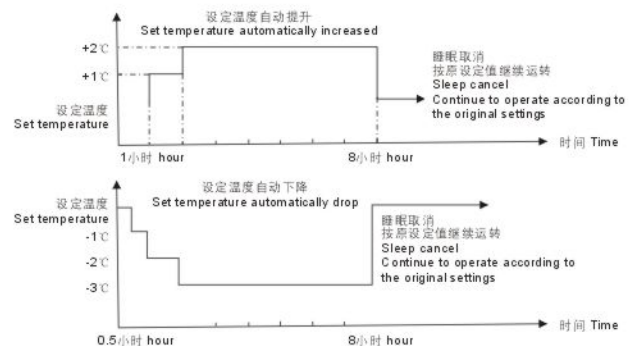 设定温度自动提升
Set temperature automatically increased
+2℃
+1℃
设定温度
Set temperature
睡眠取消
按原设定值继续运转
Sleep cancel
Continue to operate according to
the original settings
时间 Time
1小时 hour
8小时 hour
设定温度自动下降
Set temperature automatically drop
设定温度
Set temperature
-1℃
-2℃
-3℃
睡眠取消
按原设定值继续运转
Sleep cancel
Continue to operate according to
the original settings
时间 Time
0.5小时 hour
8小时 hour